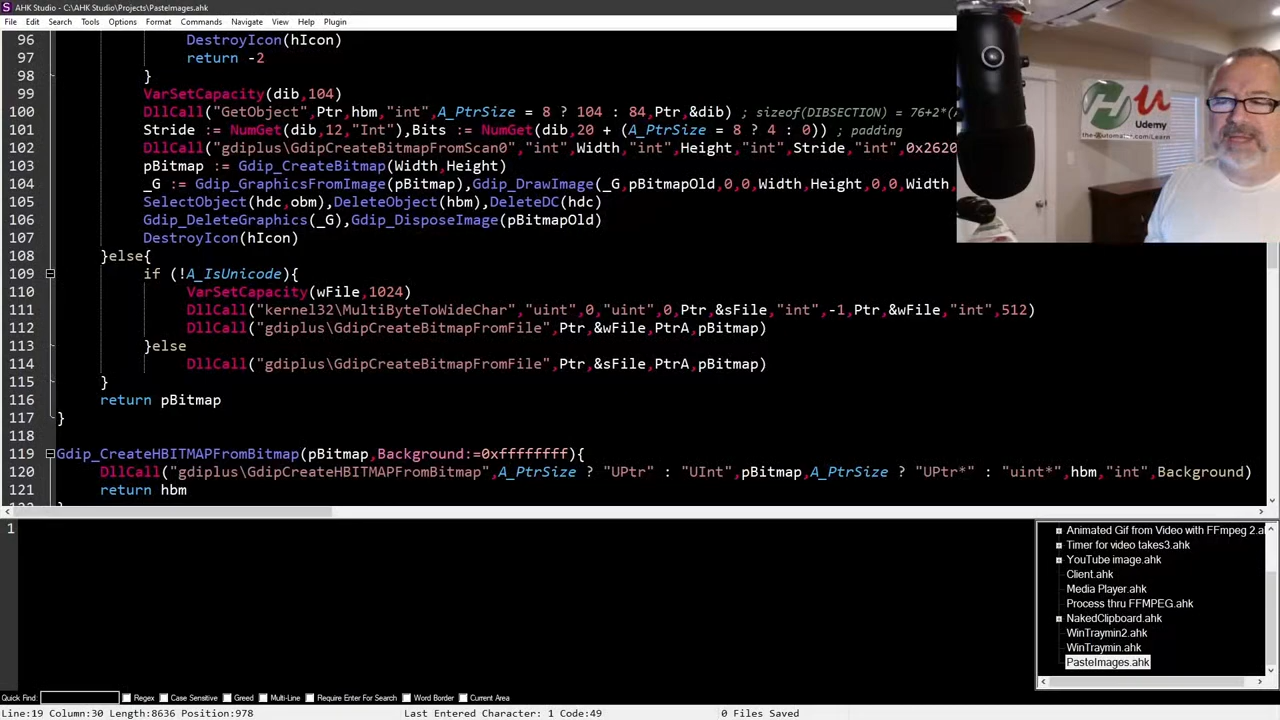 AHK Studio - C:\AHK Studio\Projects\PasteImages.ahk
File Edit Search Tools Options Format Commands Navigate View Help Plugin
96 DestroyIcon(hIcon)
97 return -2
98 }
99 VarSetCapacity(dib,104)
100 DllCall("GetObject",Ptr,hbm,"int",A_PtrSize = 8 ? 104 : 84,Ptr,&dib) ; sizeof(DIBSECTION) = 76+2*(
101 Stride := NumGet(dib,12,"Int"),Bits := NumGet(dib,20 + (A_PtrSize = 8 ? 4 : 0)) ; padding
102 DllCall("gdiplus\GdipCreateBitmapFromScan0","int",Width,"int",Height,"int",Stride,"int",0x2620
103 pBitmap := Gdip_CreateBitmap(Width,Height)
104 _G := Gdip_GraphicsFromImage(pBitmap),Gdip_DrawImage(_G,pBitmapOld,0,0,Width,Height,0,0,Width,
105 SelectObject(hdc,obm),DeleteObject(hbm),DeleteDC(hdc)
106 Gdip_DeleteGraphics(_G),Gdip_DisposeImage(pBitmapOld)
107 DestroyIcon(hIcon)
108 }else{
109 if (!A_IsUnicode){
110 VarSetCapacity(wFile,1024)
111 DllCall("kernel32\MultiByteToWideChar","uint",0,"uint",0,Ptr,&sFile,"int",-1,Ptr,&wFile,"int",512)
112 DllCall("gdiplus\GdipCreateBitmapFromFile",Ptr,&wFile,PtrA,pBitmap)
113 }else
114 DllCall("gdiplus\GdipCreateBitmapFromFile",Ptr,&sFile,PtrA,pBitmap)
115 }
116 return pBitmap
117 }
118
119 Gdip_CreateHBITMAPFromBitmap(pBitmap,Background:=0xffffffff){
120 DllCall("gdiplus\GdipCreateHBITMAPFromBitmap",A_PtrSize ? "UPtr" : "UInt",pBitmap,A_PtrSize ? "UPtr*" : "uint*",hbm,"int",Background)
121 return hbm
Udemy
the-Automator.com/Learn
1
Animated Gif from Video with FFmpeg 2.a
Timer for video takes3.ahk
YouTube image.ahk
Client.ahk
Media Player.ahk
Process thru FFMPEG.ahk
NakedClipboard.ahk
WinTraymin2.ahk
WinTraymin.ahk
PasteImages.ahk
Quick Find: Regex Case Sensitive Greed Multi-Line Require Enter For Search Word Border Current Area
Line:19 Column:30 Length:8636 Position:978 Last Entered Character: 1 Code:49 0 Files Saved